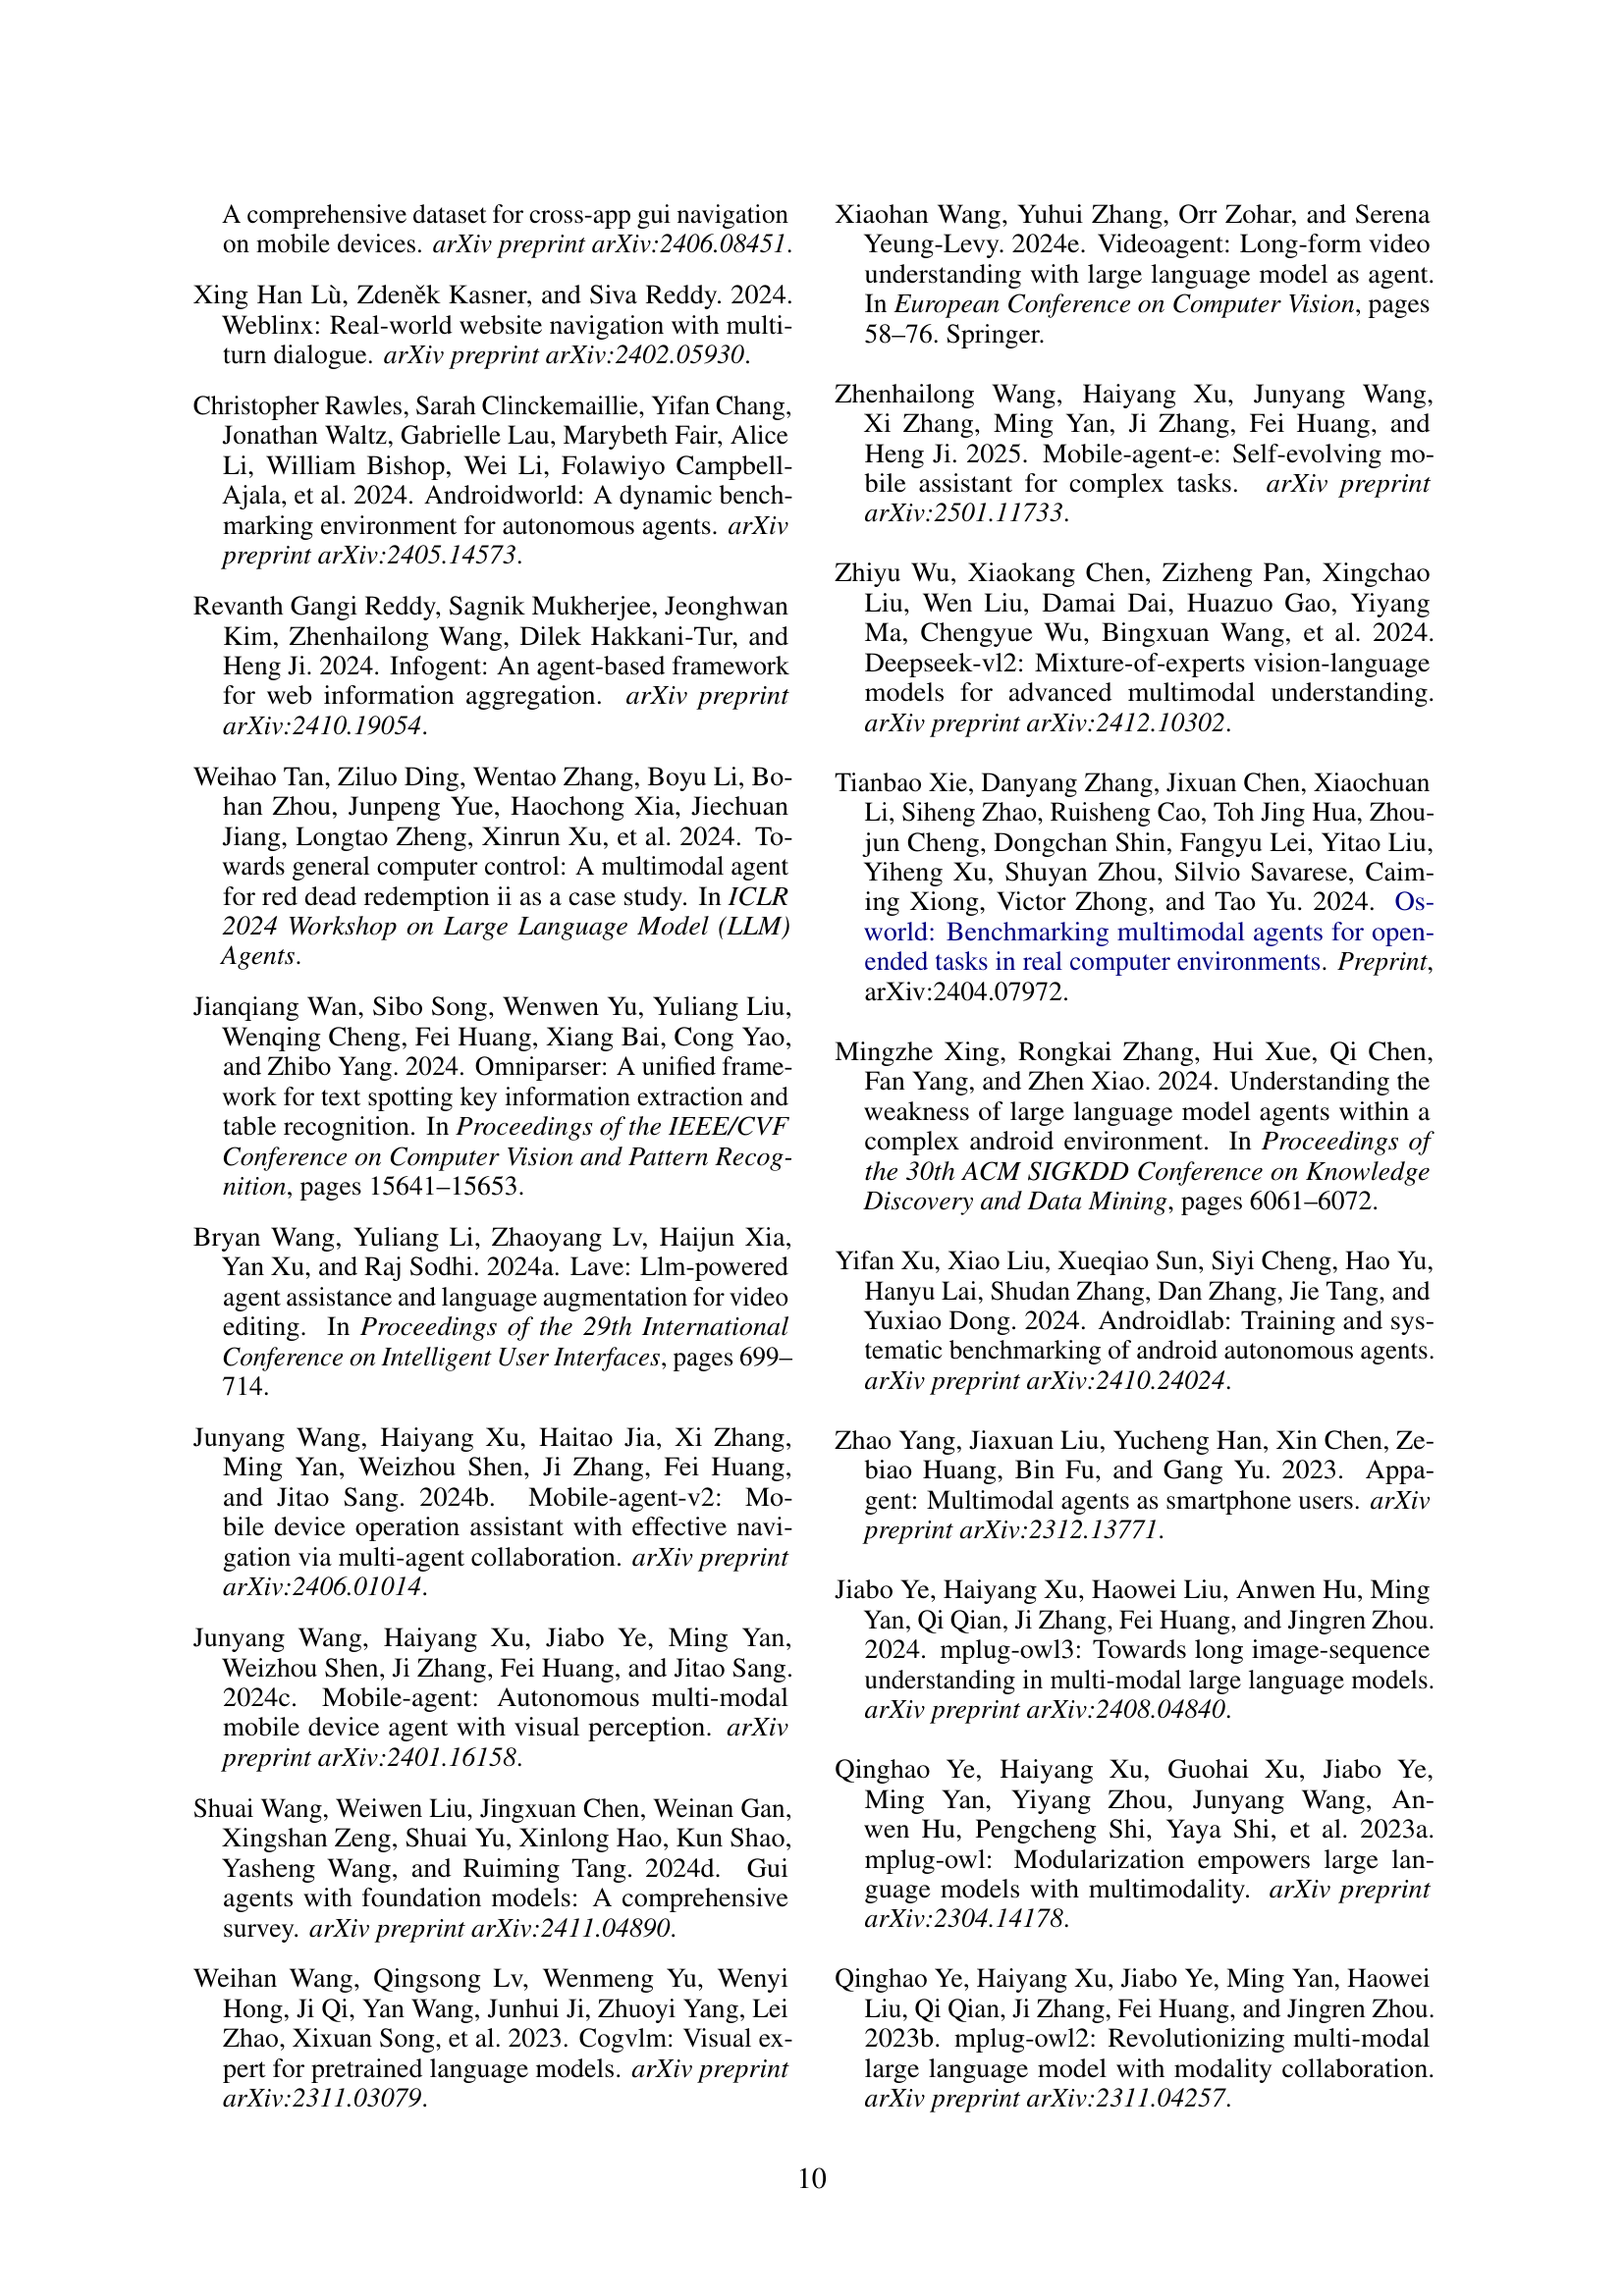 A comprehensive dataset for cross-app gui navigation
on mobile devices. arXiv preprint arXiv:2406.08451.
Xing Han Lù, Zdeněk Kasner, and Siva Reddy. 2024.
Weblinx: Real-world website navigation with multi-
turn dialogue. arXiv preprint arXiv:2402.05930.
Christopher Rawles, Sarah Clinckemaillie, Yifan Chang,
Jonathan Waltz, Gabrielle Lau, Marybeth Fair, Alice
Li, William Bishop, Wei Li, Folawiyo Campbell-
Ajala, et al. 2024. Androidworld: A dynamic bench-
marking environment for autonomous agents. arXiv
preprint arXiv:2405.14573.
Revanth Gangi Reddy, Sagnik Mukherjee, Jeonghwan
Kim, Zhenhailong Wang, Dilek Hakkani-Tur, and
Heng Ji. 2024. Infogent: An agent-based framework
for web information aggregation. arXiv preprint
arXiv:2410.19054.
Weihao Tan, Ziluo Ding, Wentao Zhang, Boyu Li, Bo-
han Zhou, Junpeng Yue, Haochong Xia, Jiechuan
Jiang, Longtao Zheng, Xinrun Xu, et al. 2024. To-
wards general computer control: A multimodal agent
for red dead redemption ii as a case study. In ICLR
2024 Workshop on Large Language Model (LLM)
Agents.
Jianqiang Wan, Sibo Song, Wenwen Yu, Yuliang Liu,
Wenqing Cheng, Fei Huang, Xiang Bai, Cong Yao,
and Zhibo Yang. 2024. Omniparser: A unified frame-
work for text spotting key information extraction and
table recognition. In Proceedings of the IEEE/CVF
Conference on Computer Vision and Pattern Recog-
nition, pages 15641–15653.
Bryan Wang, Yuliang Li, Zhaoyang Lv, Haijun Xia,
Yan Xu, and Raj Sodhi. 2024a. Lave: Llm-powered
agent assistance and language augmentation for video
editing. In Proceedings of the 29th International
Conference on Intelligent User Interfaces, pages 699–
714.
Junyang Wang, Haiyang Xu, Haitao Jia, Xi Zhang,
Ming Yan, Weizhou Shen, Ji Zhang, Fei Huang,
and Jitao Sang. 2024b. Mobile-agent-v2: Mo-
bile device operation assistant with effective navi-
gation via multi-agent collaboration. arXiv preprint
arXiv:2406.01014.
Junyang Wang, Haiyang Xu, Jiabo Ye, Ming Yan,
Weizhou Shen, Ji Zhang, Fei Huang, and Jitao Sang.
2024c. Mobile-agent: Autonomous multi-modal
mobile device agent with visual perception. arXiv
preprint arXiv:2401.16158.
Shuai Wang, Weiwen Liu, Jingxuan Chen, Weinan Gan,
Xingshan Zeng, Shuai Yu, Xinlong Hao, Kun Shao,
Yasheng Wang, and Ruiming Tang. 2024d. Gui
agents with foundation models: A comprehensive
survey. arXiv preprint arXiv:2411.04890.
Weihan Wang, Qingsong Lv, Wenmeng Yu, Wenyi
Hong, Ji Qi, Yan Wang, Junhui Ji, Zhuoyi Yang, Lei
Zhao, Xixuan Song, et al. 2023. Cogvlm: Visual ex-
pert for pretrained language models. arXiv preprint
arXiv:2311.03079.
Xiaohan Wang, Yuhui Zhang, Orr Zohar, and Serena
Yeung-Levy. 2024e. Videoagent: Long-form video
understanding with large language model as agent.
In European Conference on Computer Vision, pages
58–76. Springer.
Zhenhailong Wang, Haiyang Xu, Junyang Wang,
Xi Zhang, Ming Yan, Ji Zhang, Fei Huang, and
Heng Ji. 2025. Mobile-agent-e: Self-evolving mo-
bile assistant for complex tasks. arXiv preprint
arXiv:2501.11733.
Zhiyu Wu, Xiaokang Chen, Zizheng Pan, Xingchao
Liu, Wen Liu, Damai Dai, Huazuo Gao, Yiyang
Ma, Chengyue Wu, Bingxuan Wang, et al. 2024.
Deepseek-vl2: Mixture-of-experts vision-language
models for advanced multimodal understanding.
arXiv preprint arXiv:2412.10302.
Tianbao Xie, Danyang Zhang, Jixuan Chen, Xiaochuan
Li, Siheng Zhao, Ruisheng Cao, Toh Jing Hua, Zhou-
jun Cheng, Dongchan Shin, Fangyu Lei, Yitao Liu,
Yiheng Xu, Shuyan Zhou, Silvio Savarese, Caim-
ing Xiong, Victor Zhong, and Tao Yu. 2024. Os-
world: Benchmarking multimodal agents for open-
ended tasks in real computer environments. Preprint,
arXiv:2404.07972.
Mingzhe Xing, Rongkai Zhang, Hui Xue, Qi Chen,
Fan Yang, and Zhen Xiao. 2024. Understanding the
weakness of large language model agents within a
complex android environment. In Proceedings of
the 30th ACM SIGKDD Conference on Knowledge
Discovery and Data Mining, pages 6061–6072.
Yifan Xu, Xiao Liu, Xueqiao Sun, Siyi Cheng, Hao Yu,
Hanyu Lai, Shudan Zhang, Dan Zhang, Jie Tang, and
Yuxiao Dong. 2024. Androidlab: Training and sys-
tematic benchmarking of android autonomous agents.
arXiv preprint arXiv:2410.24024.
Zhao Yang, Jiaxuan Liu, Yucheng Han, Xin Chen, Ze-
biao Huang, Bin Fu, and Gang Yu. 2023. Appa-
gent: Multimodal agents as smartphone users. arXiv
preprint arXiv:2312.13771.
Jiabo Ye, Haiyang Xu, Haowei Liu, Anwen Hu, Ming
Yan, Qi Qian, Ji Zhang, Fei Huang, and Jingren Zhou.
2024. mplug-owl3: Towards long image-sequence
understanding in multi-modal large language models.
arXiv preprint arXiv:2408.04840.
Qinghao Ye, Haiyang Xu, Guohai Xu, Jiabo Ye,
Ming Yan, Yiyang Zhou, Junyang Wang, An-
wen Hu, Pengcheng Shi, Yaya Shi, et al. 2023a.
mplug-owl: Modularization empowers large lan-
guage models with multimodality. arXiv preprint
arXiv:2304.14178.
Qinghao Ye, Haiyang Xu, Jiabo Ye, Ming Yan, Haowei
Liu, Qi Qian, Ji Zhang, Fei Huang, and Jingren Zhou.
2023b. mplug-owl2: Revolutionizing multi-modal
large language model with modality collaboration.
arXiv preprint arXiv:2311.04257.
10